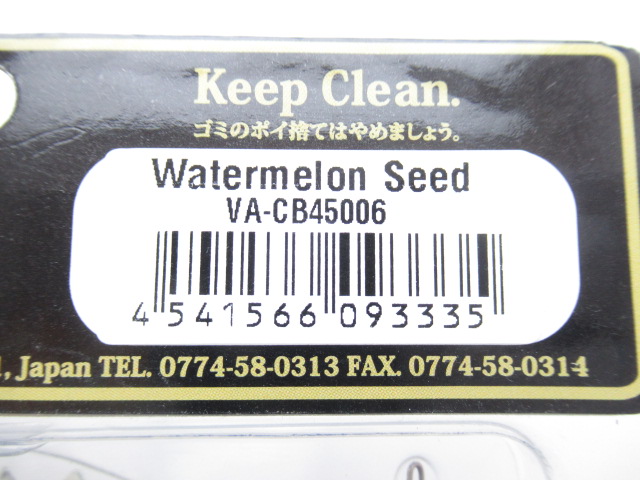 Keep Clean.
ゴミのポイ捨てはやめましょう。
Watermelon Seed
VA-CB45006
4 541566 093335
, Japan TEL. 0774-58-0313 FAX. 0774-58-0314